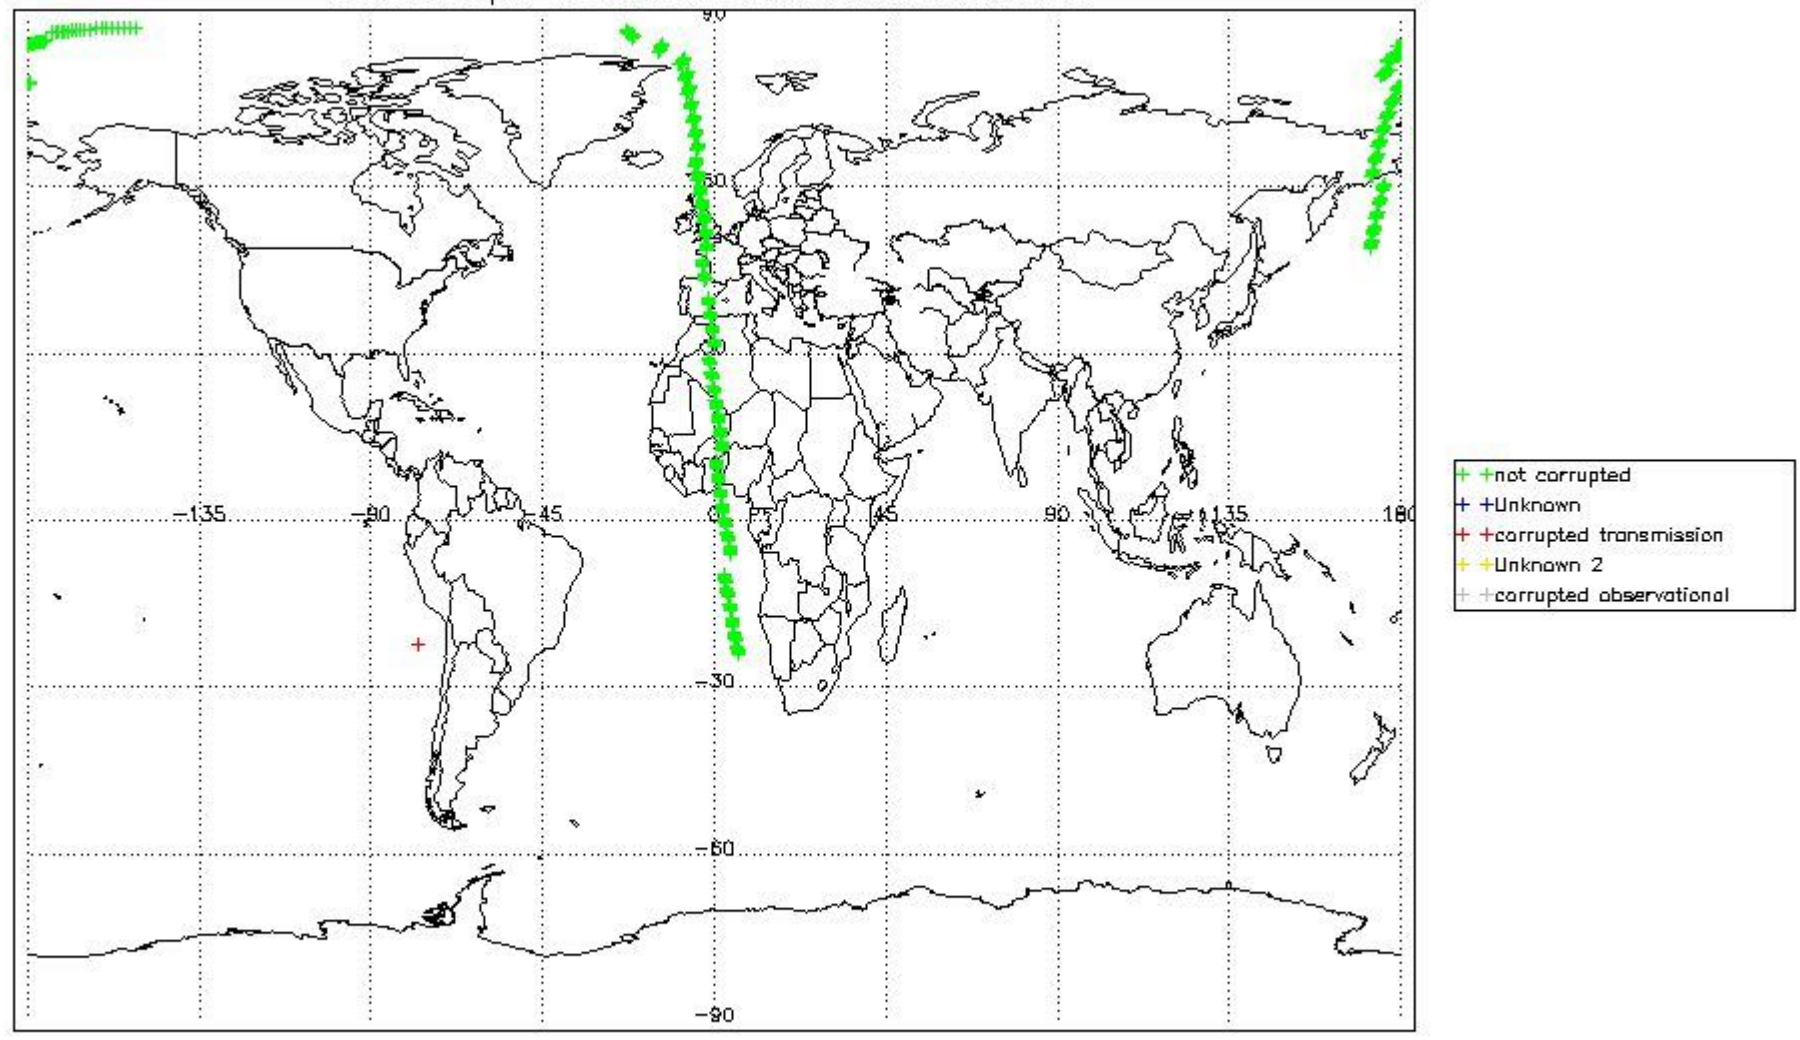 90
60
30
-135
-90
-45
0
45
90
135
180
-30
-60
-90
+ +not corrupted
+ +Unknown
+ +corrupted transmission
+ +Unknown 2
+ +corrupted observational